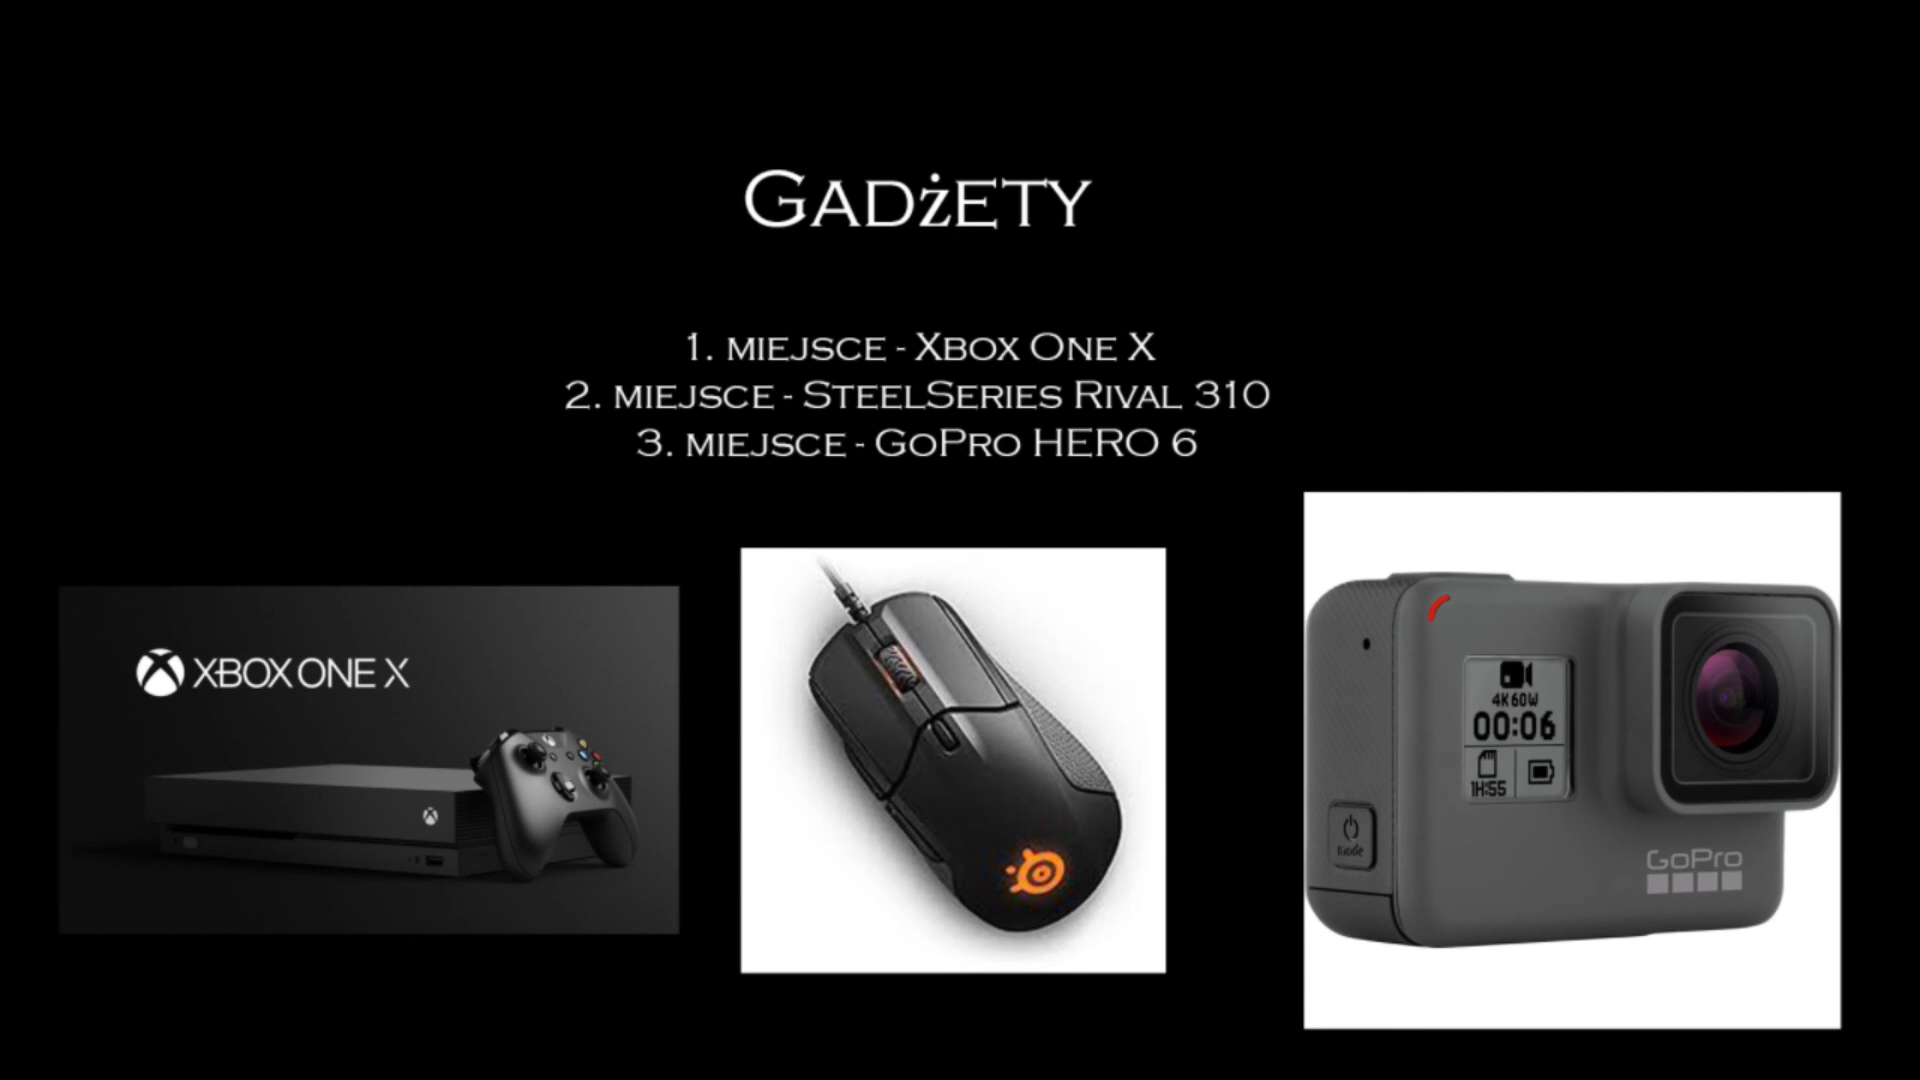 Gadżety
1. miejsce - Xbox One X
2. miejsce - SteelSeries Rival 310
3. miejsce - GoPro HERO 6
XBOX ONE X
4K60W
00:06
1H:55
mode
GoPro